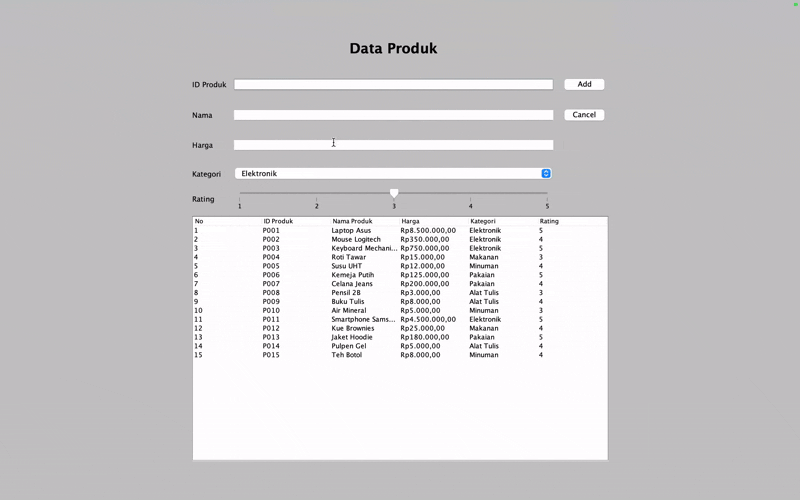 Data Produk
ID Produk Add
Nama Cancel
Harga
Kategori Elektronik
Rating
1 2 3 4 5
No ID Produk Nama Produk Harga Kategori Rating
1 P001 Laptop Asus Rp8.500.000,00 Elektronik 5
2 P002 Mouse Logitech Rp350.000,00 Elektronik 4
3 P003 Keyboard Mechani... Rp750.000,00 Elektronik 5
4 P004 Roti Tawar Rp15.000,00 Makanan 3
5 P005 Susu UHT Rp12.000,00 Minuman 4
6 P006 Kemeja Putih Rp125.000,00 Pakaian 5
7 P007 Celana Jeans Rp200.000,00 Pakaian 4
8 P008 Pensil 2B Rp3.000,00 Alat Tulis 3
9 P009 Buku Tulis Rp8.000,00 Alat Tulis 4
10 P010 Air Mineral Rp5.000,00 Minuman 3
11 P011 Smartphone Sams... Rp4.500.000,00 Elektronik 5
12 P012 Kue Brownies Rp25.000,00 Makanan 4
13 P013 Jaket Hoodie Rp180.000,00 Pakaian 5
14 P014 Pulpen Gel Rp5.000,00 Alat Tulis 4
15 P015 Teh Botol Rp8.000,00 Minuman 4